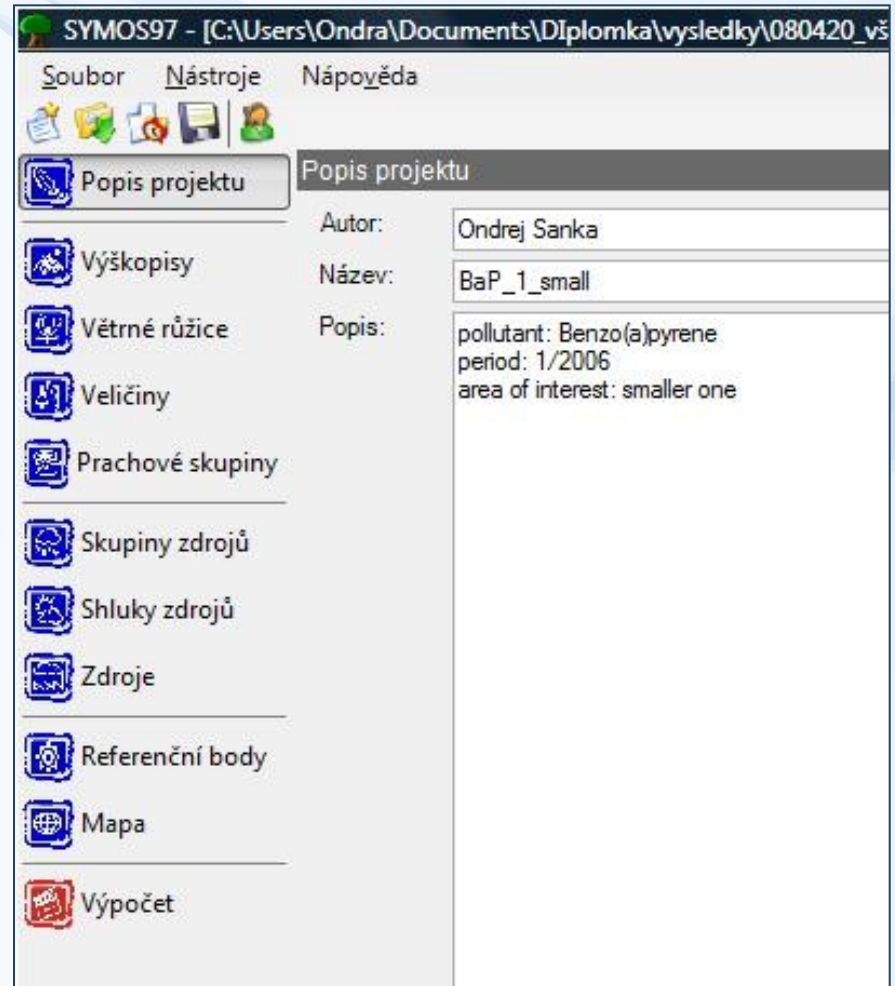 SYMOS97 - [C:\Users\Ondra\Documents\DIplomka\vysledky\080420_vš
Soubor Nástroje Nápověda
Popis projektu
Výškopisy
Větrné růžice
Veličiny
Prachové skupiny
Skupiny zdrojů
Shluky zdrojů
Zdroje
Referenční body
Mapa
Výpočet
Popis projektu
Autor: Ondrej Sanka
Název: BaP_1_small
Popis: pollutant: Benzo(a)pyrene
period: 1/2006
area of interest: smaller one